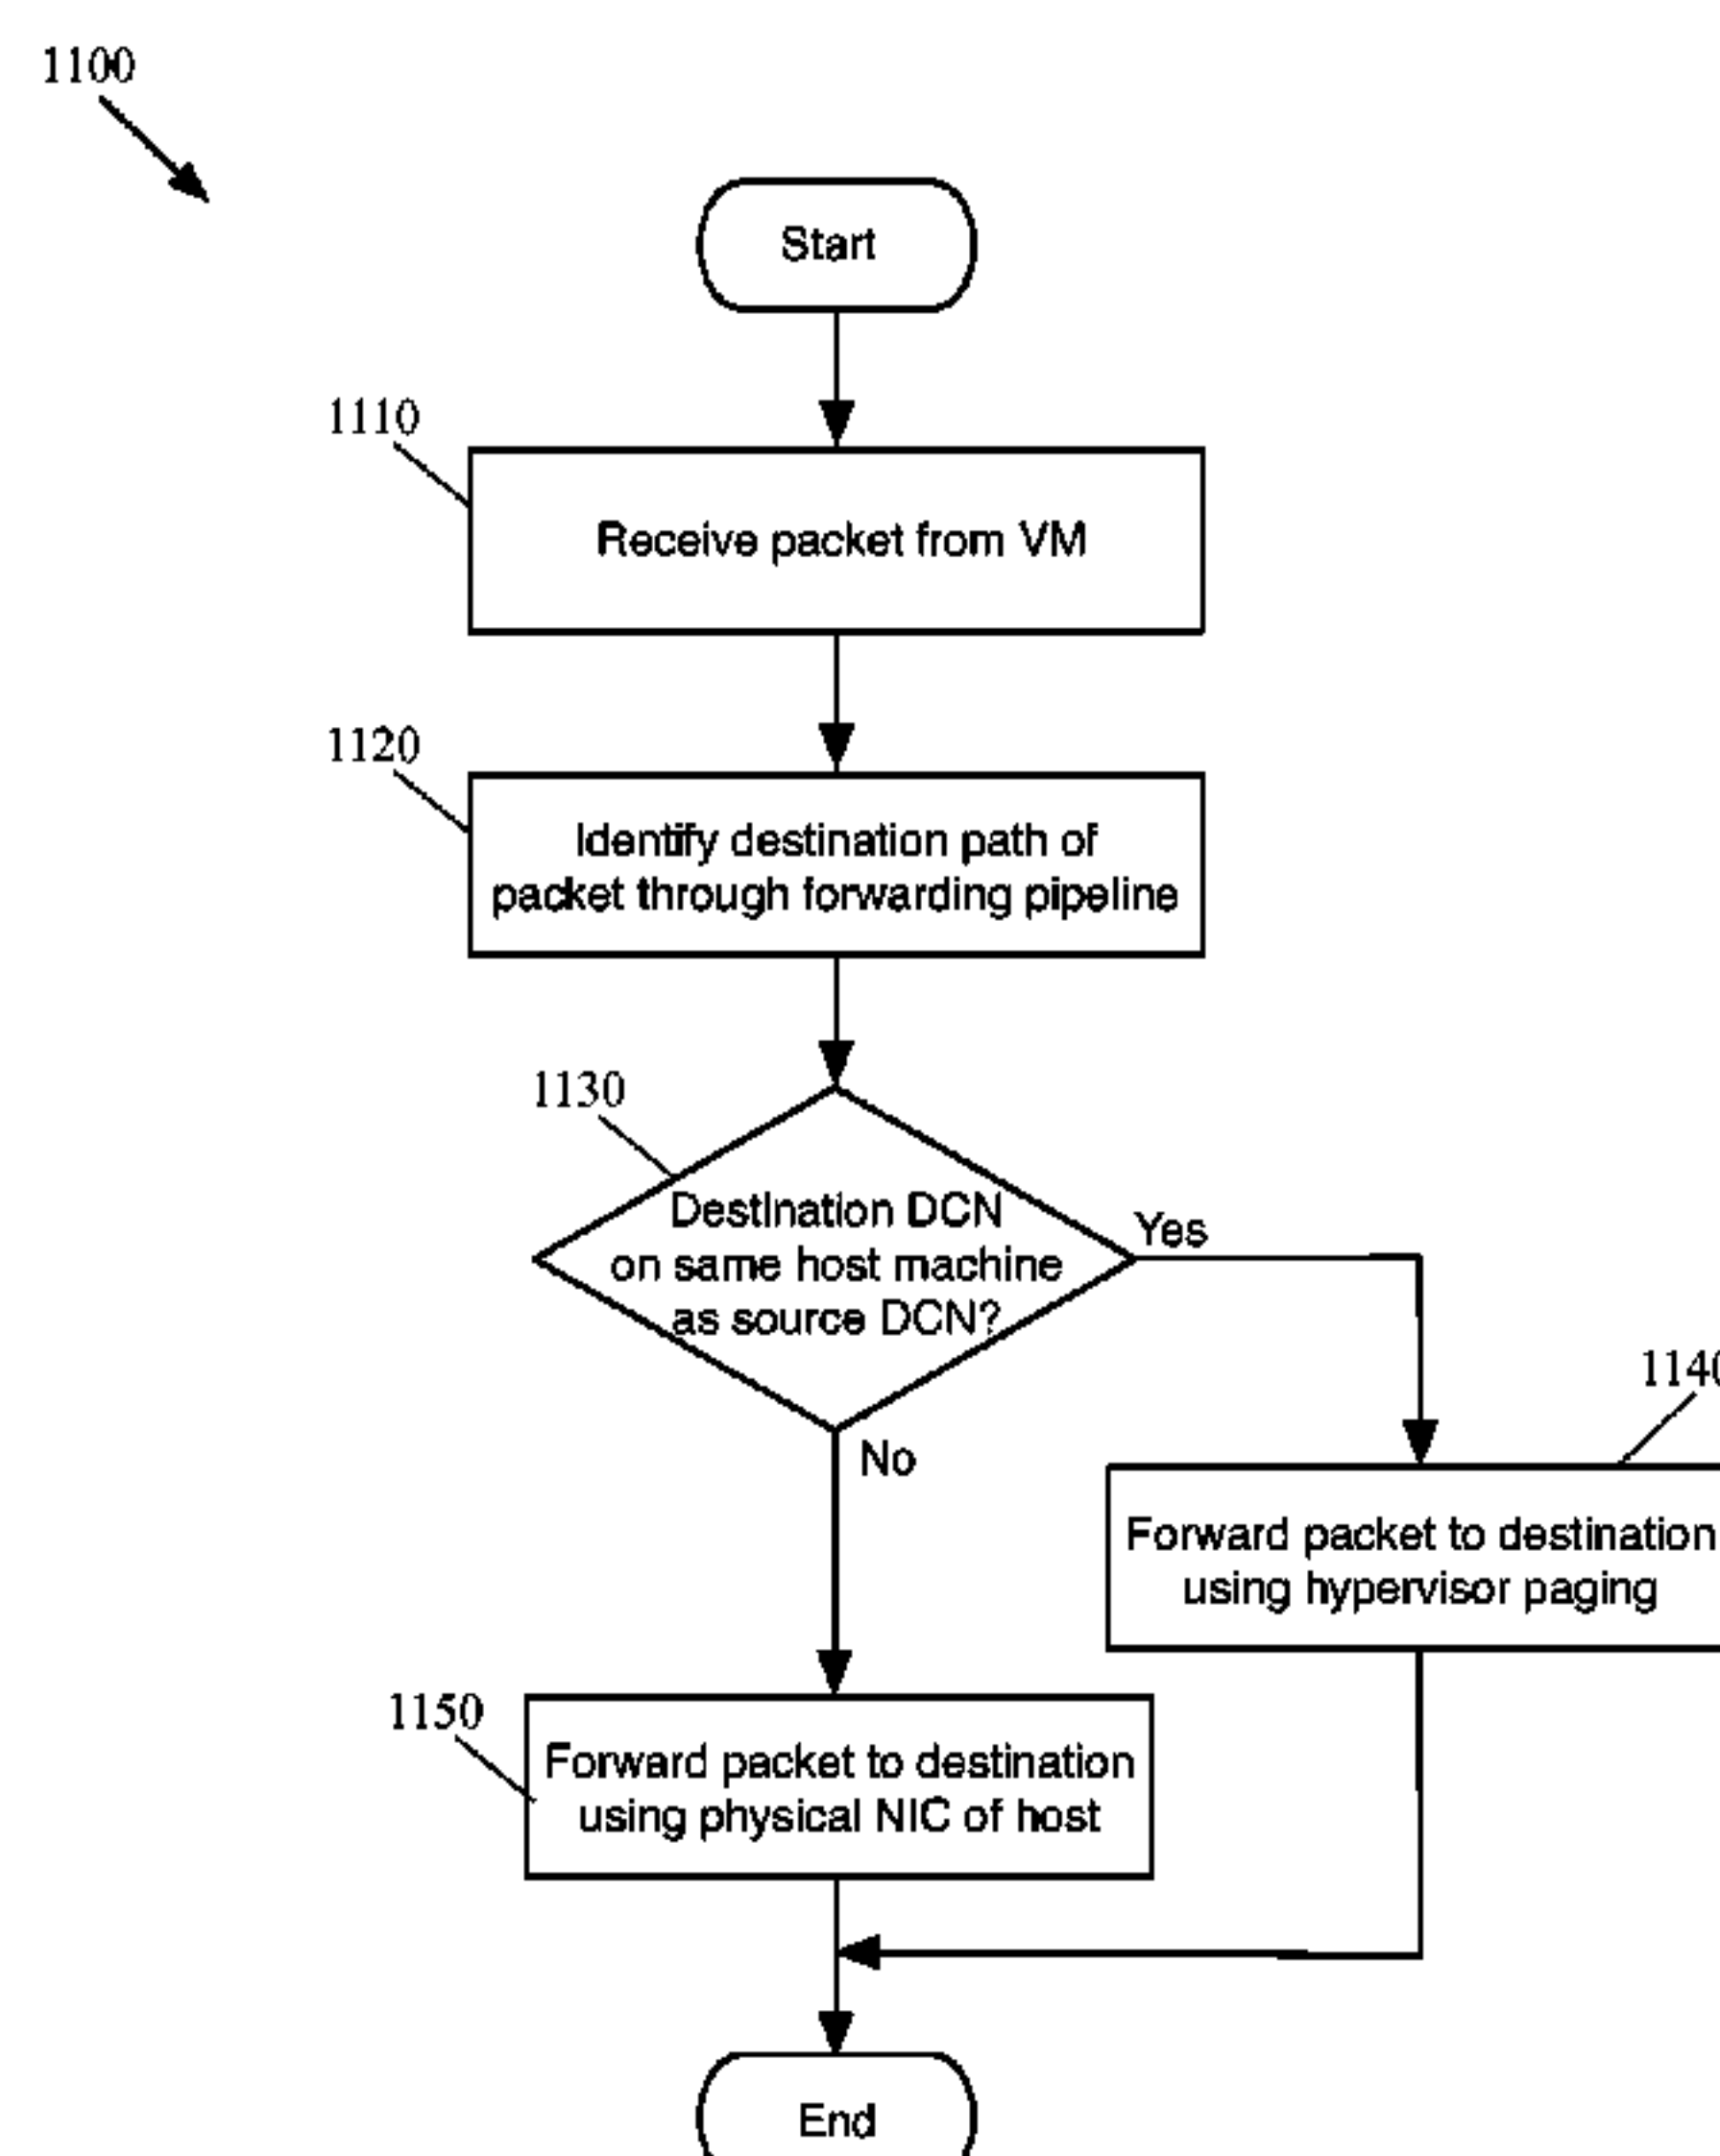 1100
Start
1110
Receive packet from VM
1120
Identify destination path of
packet through forwarding pipeline
1130
Destination DCN
on same host machine
as source DCN?
Yes
No
1140
Forward packet to destination
using hypervisor paging
1150
Forward packet to destination
using physical NIC of host
End